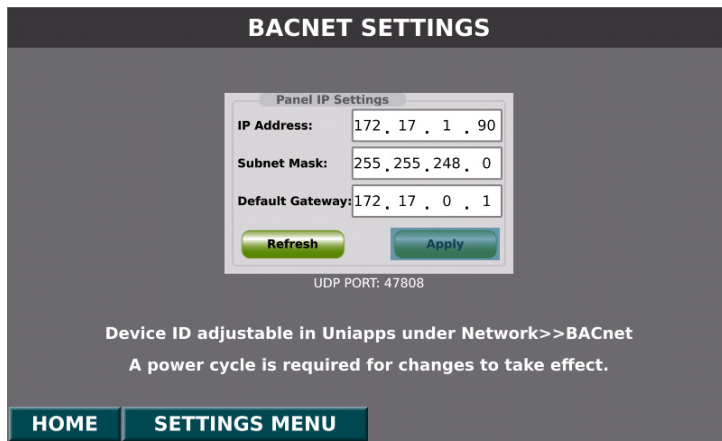 BACNET SETTINGS
Panel IP Settings
IP Address: 172 . 17 . 1 . 90
Subnet Mask: 255 . 255 . 248 . 0
Default Gateway: 172 . 17 . 0 . 1
Refresh Apply
UDP PORT: 47808
Device ID adjustable in Uniapps under Network>>BACnet
A power cycle is required for changes to take effect.
HOME SETTINGS MENU